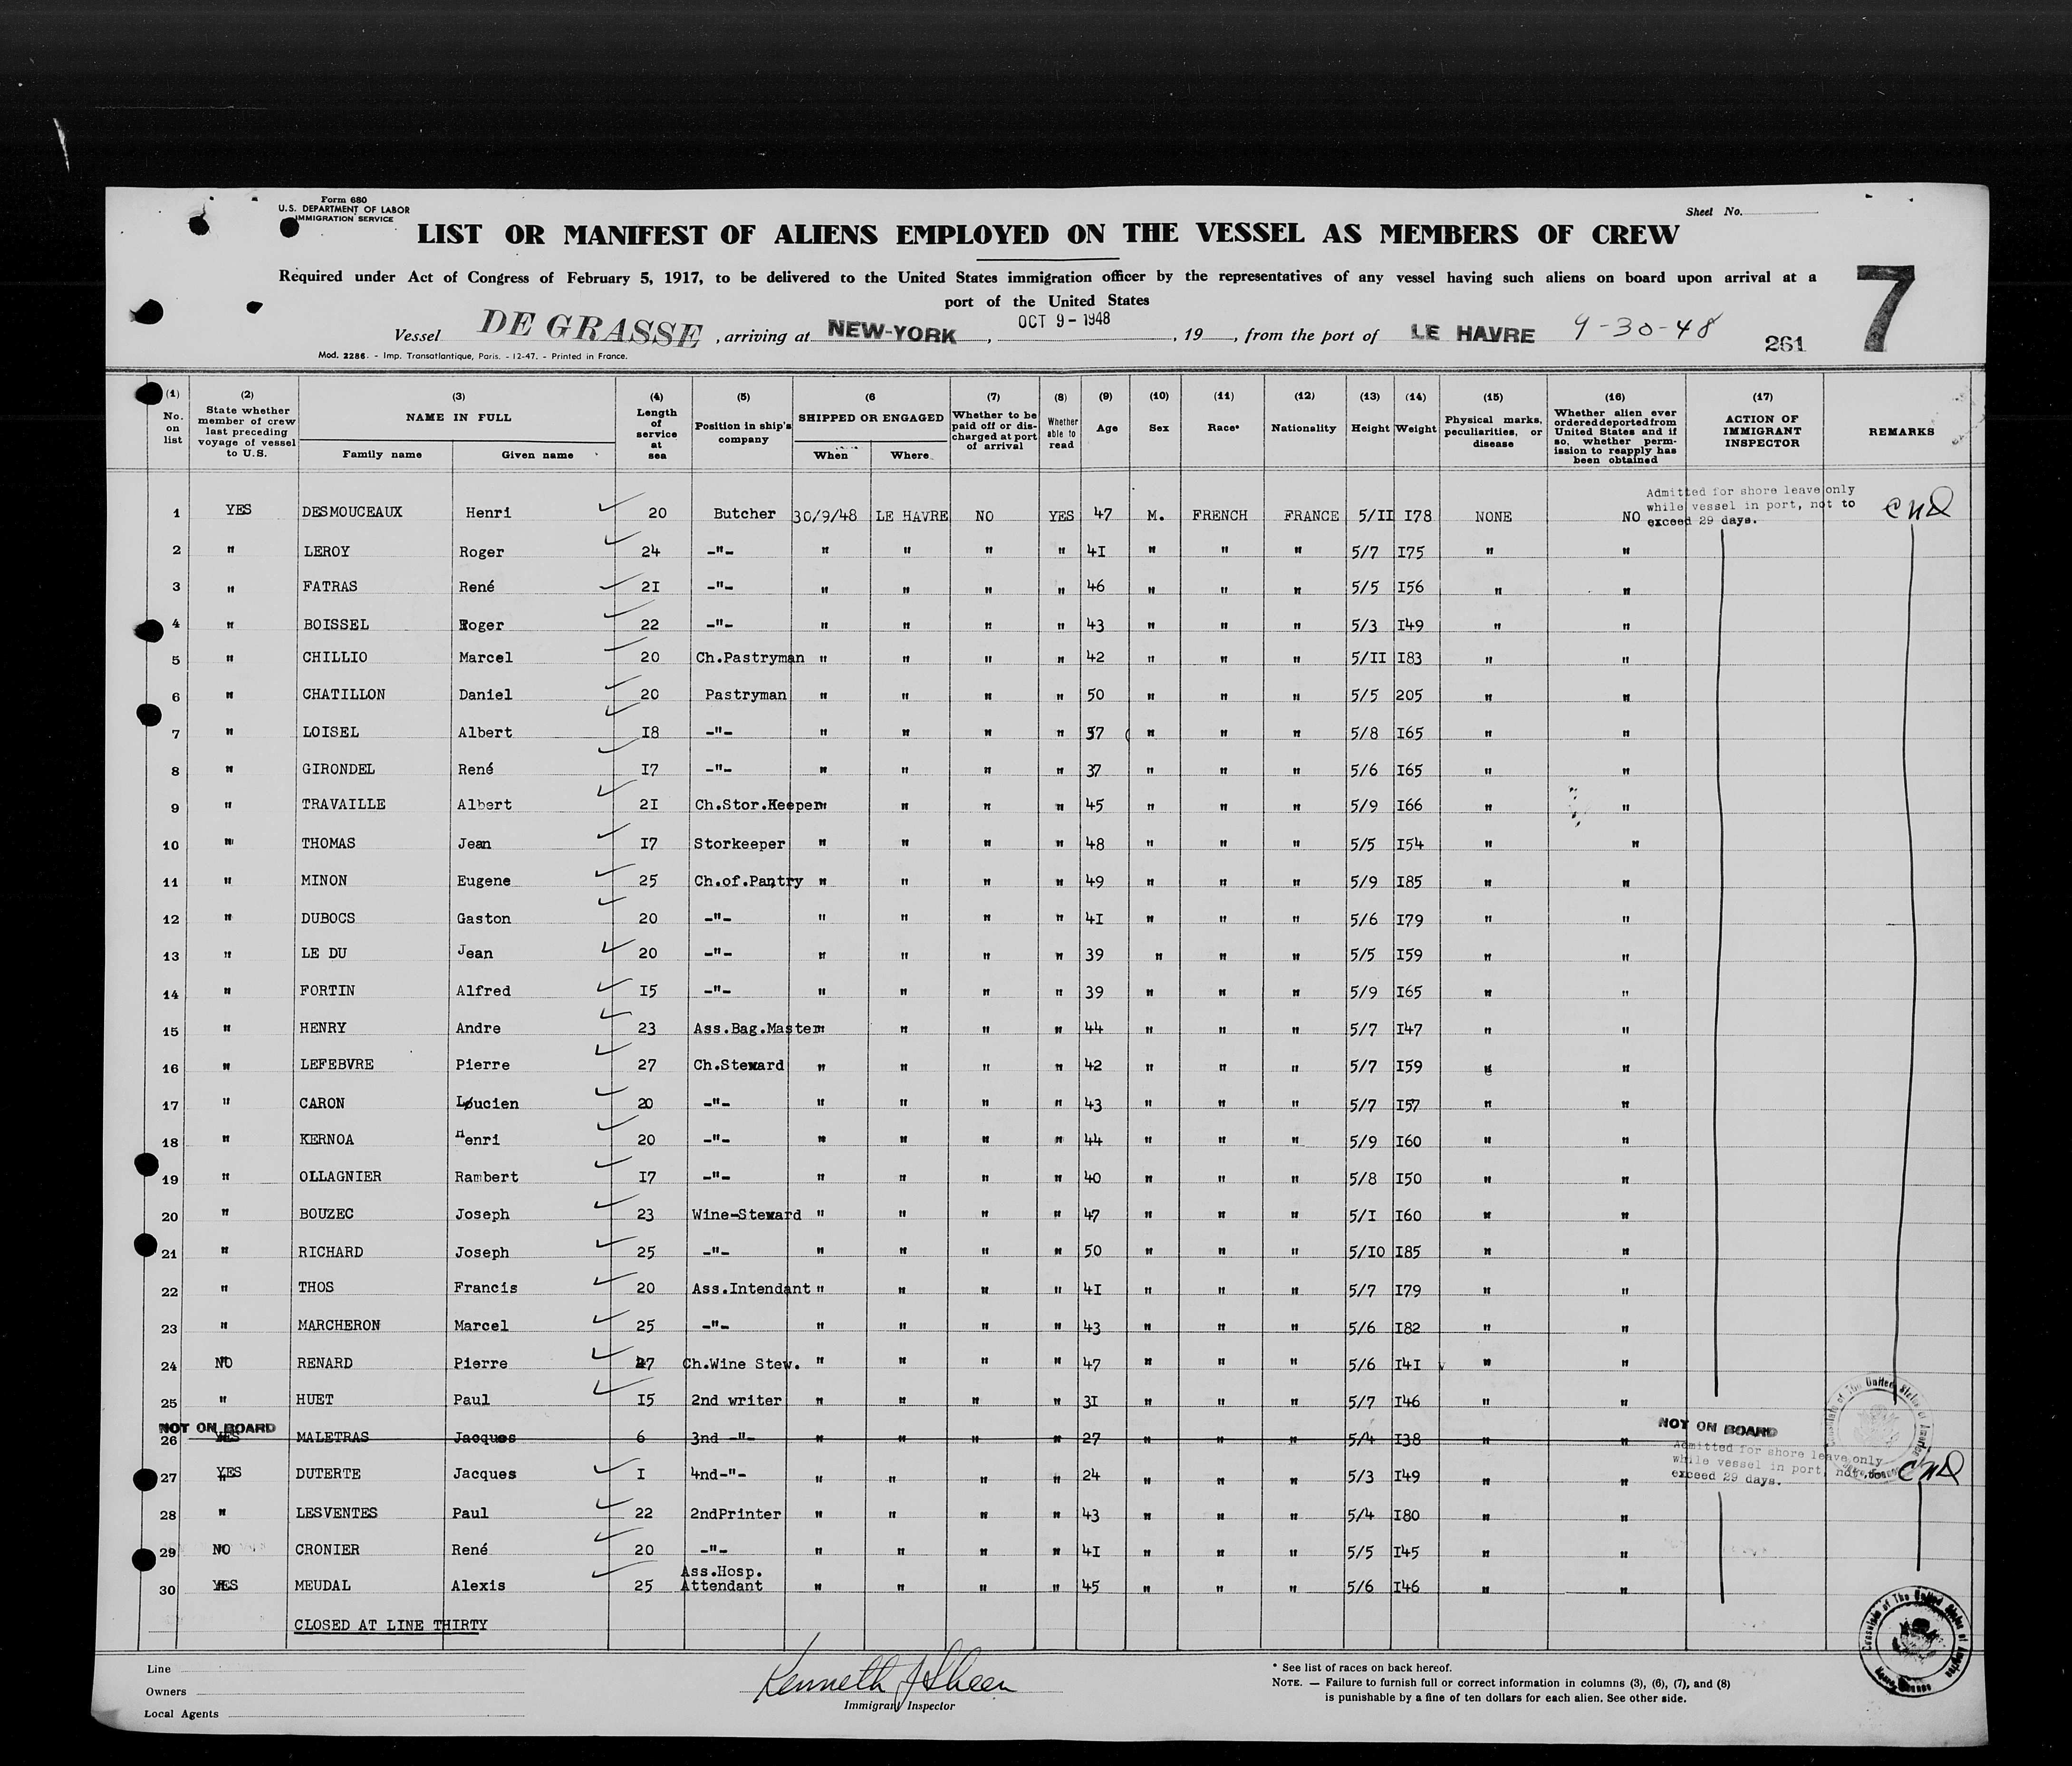 Form 680
U.S. DEPARTMENT OF LABOR
IMMIGRATION SERVICE
Sheet No.
LIST OR MANIFEST OF ALIENS EMPLOYED ON THE VESSEL AS MEMBERS OF CREW
Required under Act of Congress of February 5, 1917, to be delivered to the United States immigration officer by the representatives of any vessel having such aliens on board upon arrival at a
port of the United States
7
Vessel DE GRASSE, arriving at NEW-YORK, OCT 9 - 1948, 19, from the port of LE HAVRE 9-30-48
261
Mod. 2286. - Imp. Transatlantique, Paris. - 12-47. - Printed in France.
(1) No. on list (2) State whether member of crew last preceding voyage of vessel to U.S. (3) NAME IN FULL Family name Given name (4) Length of service at sea (5) Position in ship's company (6 SHIPPED OR ENGAGED When Where (7) Whether to be paid off or discharged at port of arrival (8) Whether able to read (9) Age (10) Sex (11) Race* (12) Nationality (13) Height (14) Weight (15) Physical marks, peculiarities, or disease (16) Whether alien ever ordered deported from United States and if so, whether permission to reapply has been obtained (17) ACTION OF IMMIGRANT INSPECTOR REMARKS
1 YES DESMOUCEAUX Henri 20 Butcher 30/9/48 LE HAVRE NO YES 47 M. FRENCH FRANCE 5/II I78 NONE NO Admitted for shore leave only while vessel in port, not to exceed 29 days. CND
2 " LEROY Roger 24 -"- " " " " 4I " " " 5/7 I75 " "
3 " FATRAS René 2I -"- " " " " 46 " " " 5/5 I56 " "
4 " BOISSEL Roger 22 -"- " " " " 43 " " " 5/3 I49 " "
5 " CHILLIO Marcel 20 Ch.Pastryman " " " " 42 " " " 5/II I83 " "
6 " CHATILLON Daniel 20 Pastryman " " " " 50 " " " 5/5 205 " "
7 " LOISEL Albert I8 -"- " " " " 37 " " " 5/8 I65 " "
8 " GIRONDEL René I7 -"- " " " " 37 " " " 5/6 I65 " "
9 " TRAVAILLE Albert 2I Ch.Stor.Keeper " " " " 45 " " " 5/9 I66 " "
10 " THOMAS Jean I7 Storkeeper " " " " 48 " " " 5/5 I54 " "
11 " MINON Eugene 25 Ch.of.Pantry " " " " 49 " " " 5/9 I85 " "
12 " DUBOCS Gaston 20 -"- " " " " 4I " " " 5/6 I79 " "
13 " LE DU Jean 20 -"- " " " " 39 " " " 5/5 I59 " "
14 " FORTIN Alfred I5 -"- " " " " 39 " " " 5/9 I65 " "
15 " HENRY Andre 23 Ass.Bag.Master " " " " 44 " " " 5/7 I47 " "
16 " LEFEBVRE Pierre 27 Ch.Steward " " " " 42 " " " 5/7 I59 " "
17 " CARON Loucien 20 -"- " " " " 43 " " " 5/7 I57 " "
18 " KERNOA Henri 20 -"- " " " " 44 " " " 5/9 I60 " "
19 " OLLAGNIER Rambert I7 -"- " " " " 40 " " " 5/8 I50 " "
20 " BOUZEC Joseph 23 Wine-Steward " " " " 47 " " " 5/I I60 " "
21 " RICHARD Joseph 25 -"- " " " " 50 " " " 5/I0 I85 " "
22 " THOS Francis 20 Ass.Intendant " " " " 4I " " " 5/7 I79 " "
23 " MARCHERON Marcel 25 -"- " " " " 43 " " " 5/6 I82 " "
24 NO RENARD Pierre 27 Ch.Wine Stew. " " " " 47 " " " 5/6 I4I " "
25 " HUET Paul I5 2nd writer " " " " 3I " " " 5/7 I46 " "
NOT ON BOARD NOT ON BOARD
26 YES MALETRAS Jacques 6 3nd -"- " " " " 27 " " " 5/4 I38 " "
27 YES DUTERTE Jacques I 4nd-"- " " " " 24 " " " 5/3 I49 " " Admitted for shore leave only while vessel in port, not to exceed 29 days. CND
28 " LESVENTES Paul 22 2ndPrinter " " " " 43 " " " 5/4 I80 " "
29 NO CRONIER René 20 -"- " " " " 4I " " " 5/5 I45 " "
30 YES MEUDAL Alexis 25 Ass.Hosp. Attendant " " " " 45 " " " 5/6 I46 " "
CLOSED AT LINE THIRTY
Consulate of The United States of America
Line
Owners
Local Agents
Kenneth J Sheen
Immigrant Inspector
* See list of races on back hereof.
NOTE. — Failure to furnish full or correct information in columns (3), (6), (7), and (8)
is punishable by a fine of ten dollars for each alien. See other side.